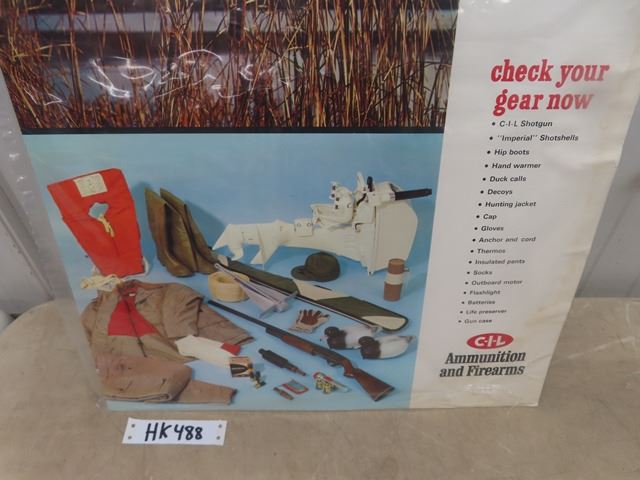 check your
gear now
• C-I-L Shotgun
• "Imperial" Shotshells
• Hip boots
• Hand warmer
• Duck calls
• Decoys
• Hunting jacket
• Cap
• Gloves
• Anchor and cord
• Thermos
• Insulated pants
• Socks
• Outboard motor
• Flashlight
• Batteries
• Life preserver
• Gun case
C-I-L
Ammunition
and Firearms
HK488